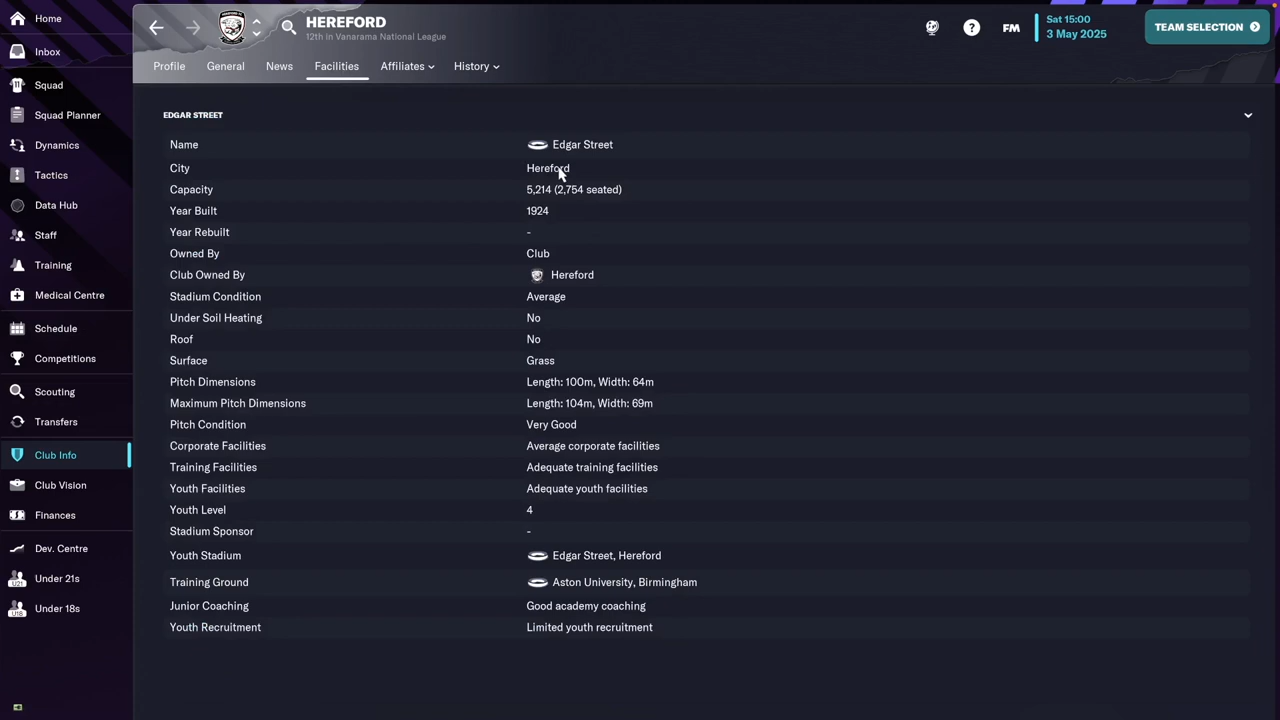 Home
Inbox
Squad
Squad Planner
Dynamics
Tactics
Data Hub
Staff
Training
Medical Centre
Schedule
Competitions
Scouting
Transfers
Club Info
Club Vision
Finances
Dev. Centre
U21 Under 21s
U18 Under 18s
HEREFORD
12th in Vanarama National League
? FM Sat 15:00
3 May 2025
TEAM SELECTION
Profile General News Facilities Affiliates History
EDGAR STREET
Name Edgar Street
City Hereford
Capacity 5,214 (2,754 seated)
Year Built 1924
Year Rebuilt -
Owned By Club
Club Owned By Hereford
Stadium Condition Average
Under Soil Heating No
Roof No
Surface Grass
Pitch Dimensions Length: 100m, Width: 64m
Maximum Pitch Dimensions Length: 104m, Width: 69m
Pitch Condition Very Good
Corporate Facilities Average corporate facilities
Training Facilities Adequate training facilities
Youth Facilities Adequate youth facilities
Youth Level 4
Stadium Sponsor -
Youth Stadium Edgar Street, Hereford
Training Ground Aston University, Birmingham
Junior Coaching Good academy coaching
Youth Recruitment Limited youth recruitment